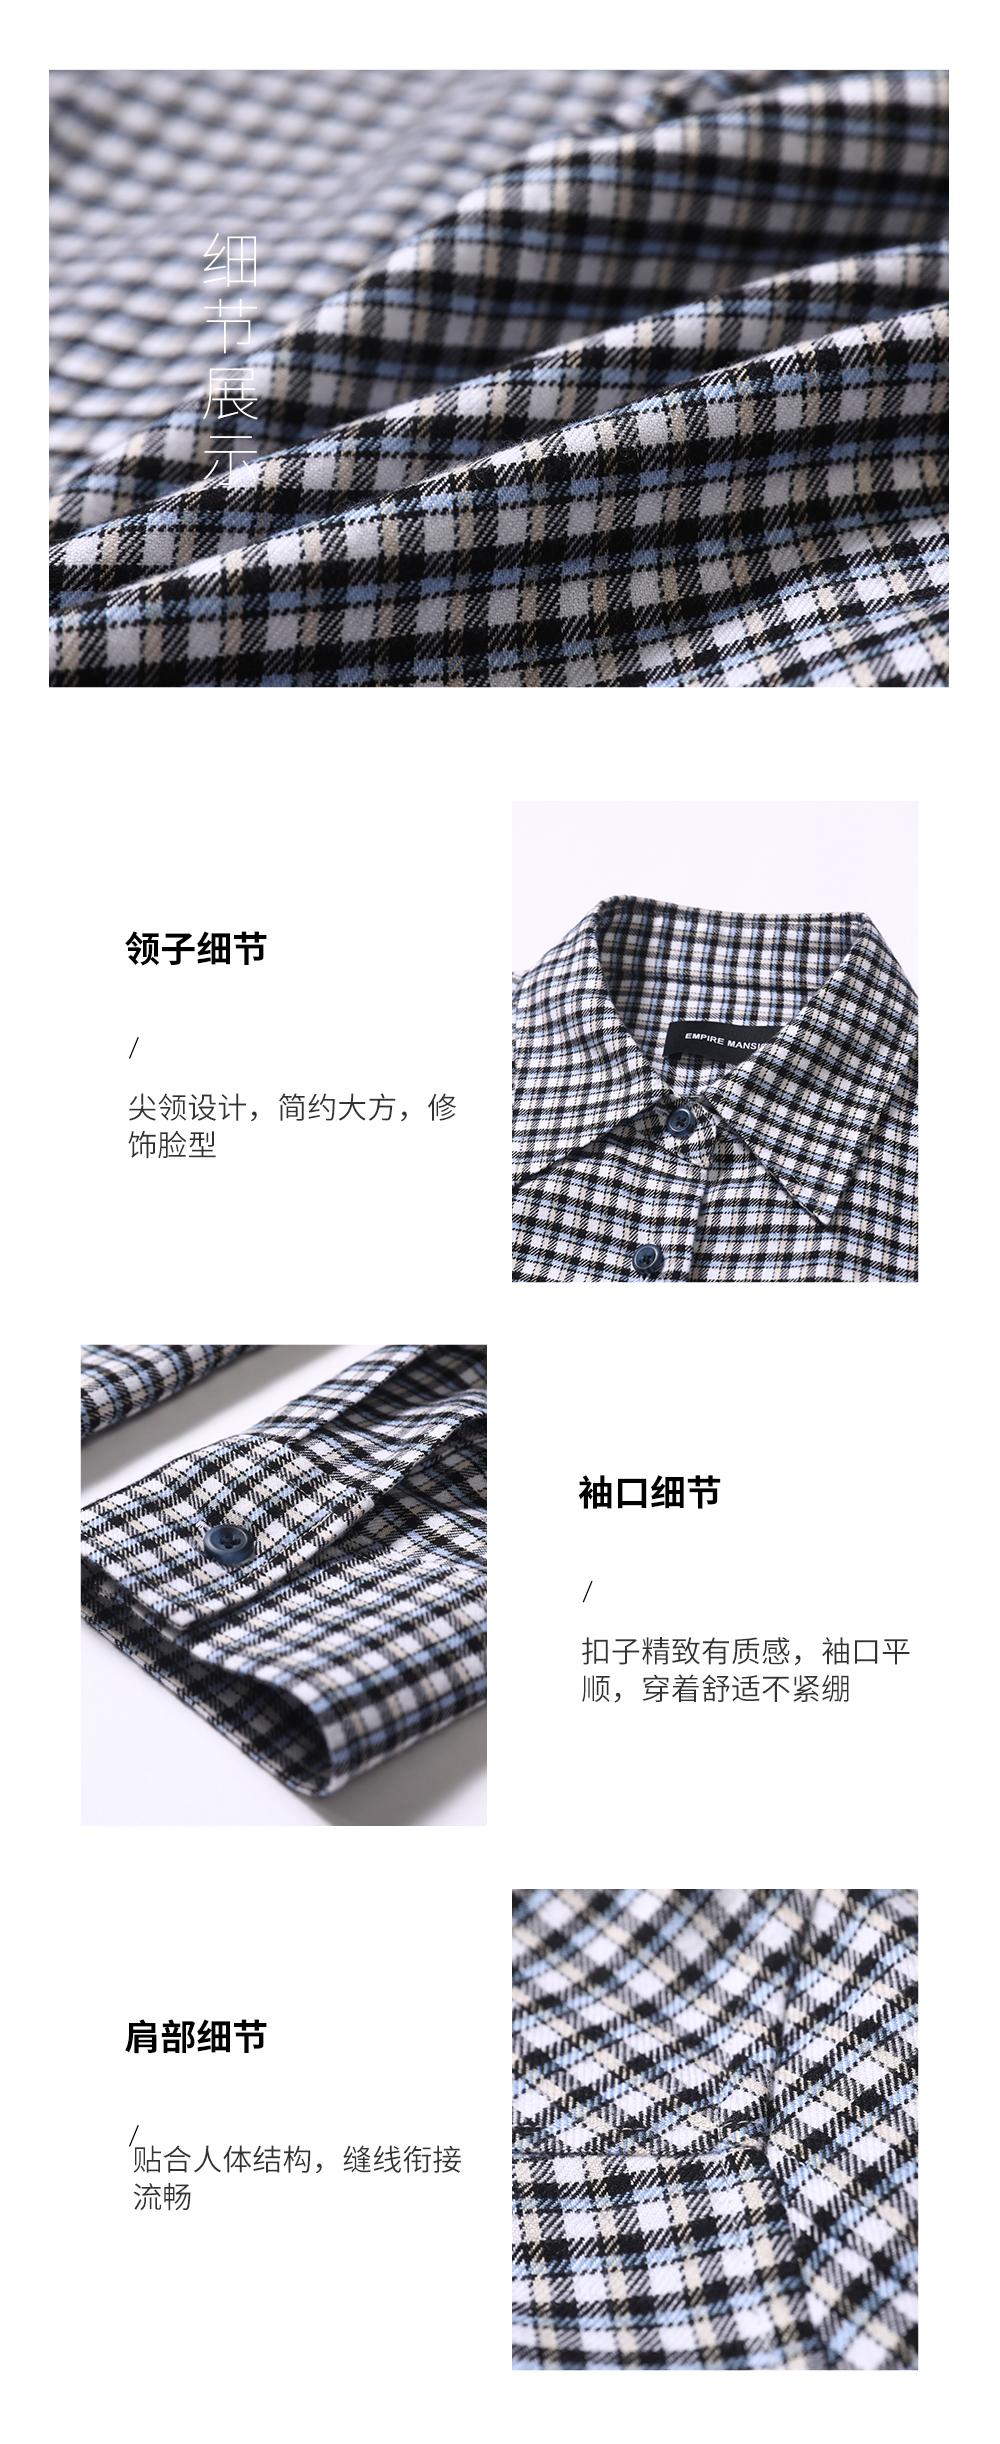 细节展示
领子细节
/
EMPIRE MANSI
尖领设计，简约大方，修
饰脸型
袖口细节
/
扣子精致有质感，袖口平
顺，穿着舒适不紧绷
肩部细节
/
贴合人体结构，缝线衔接
流畅